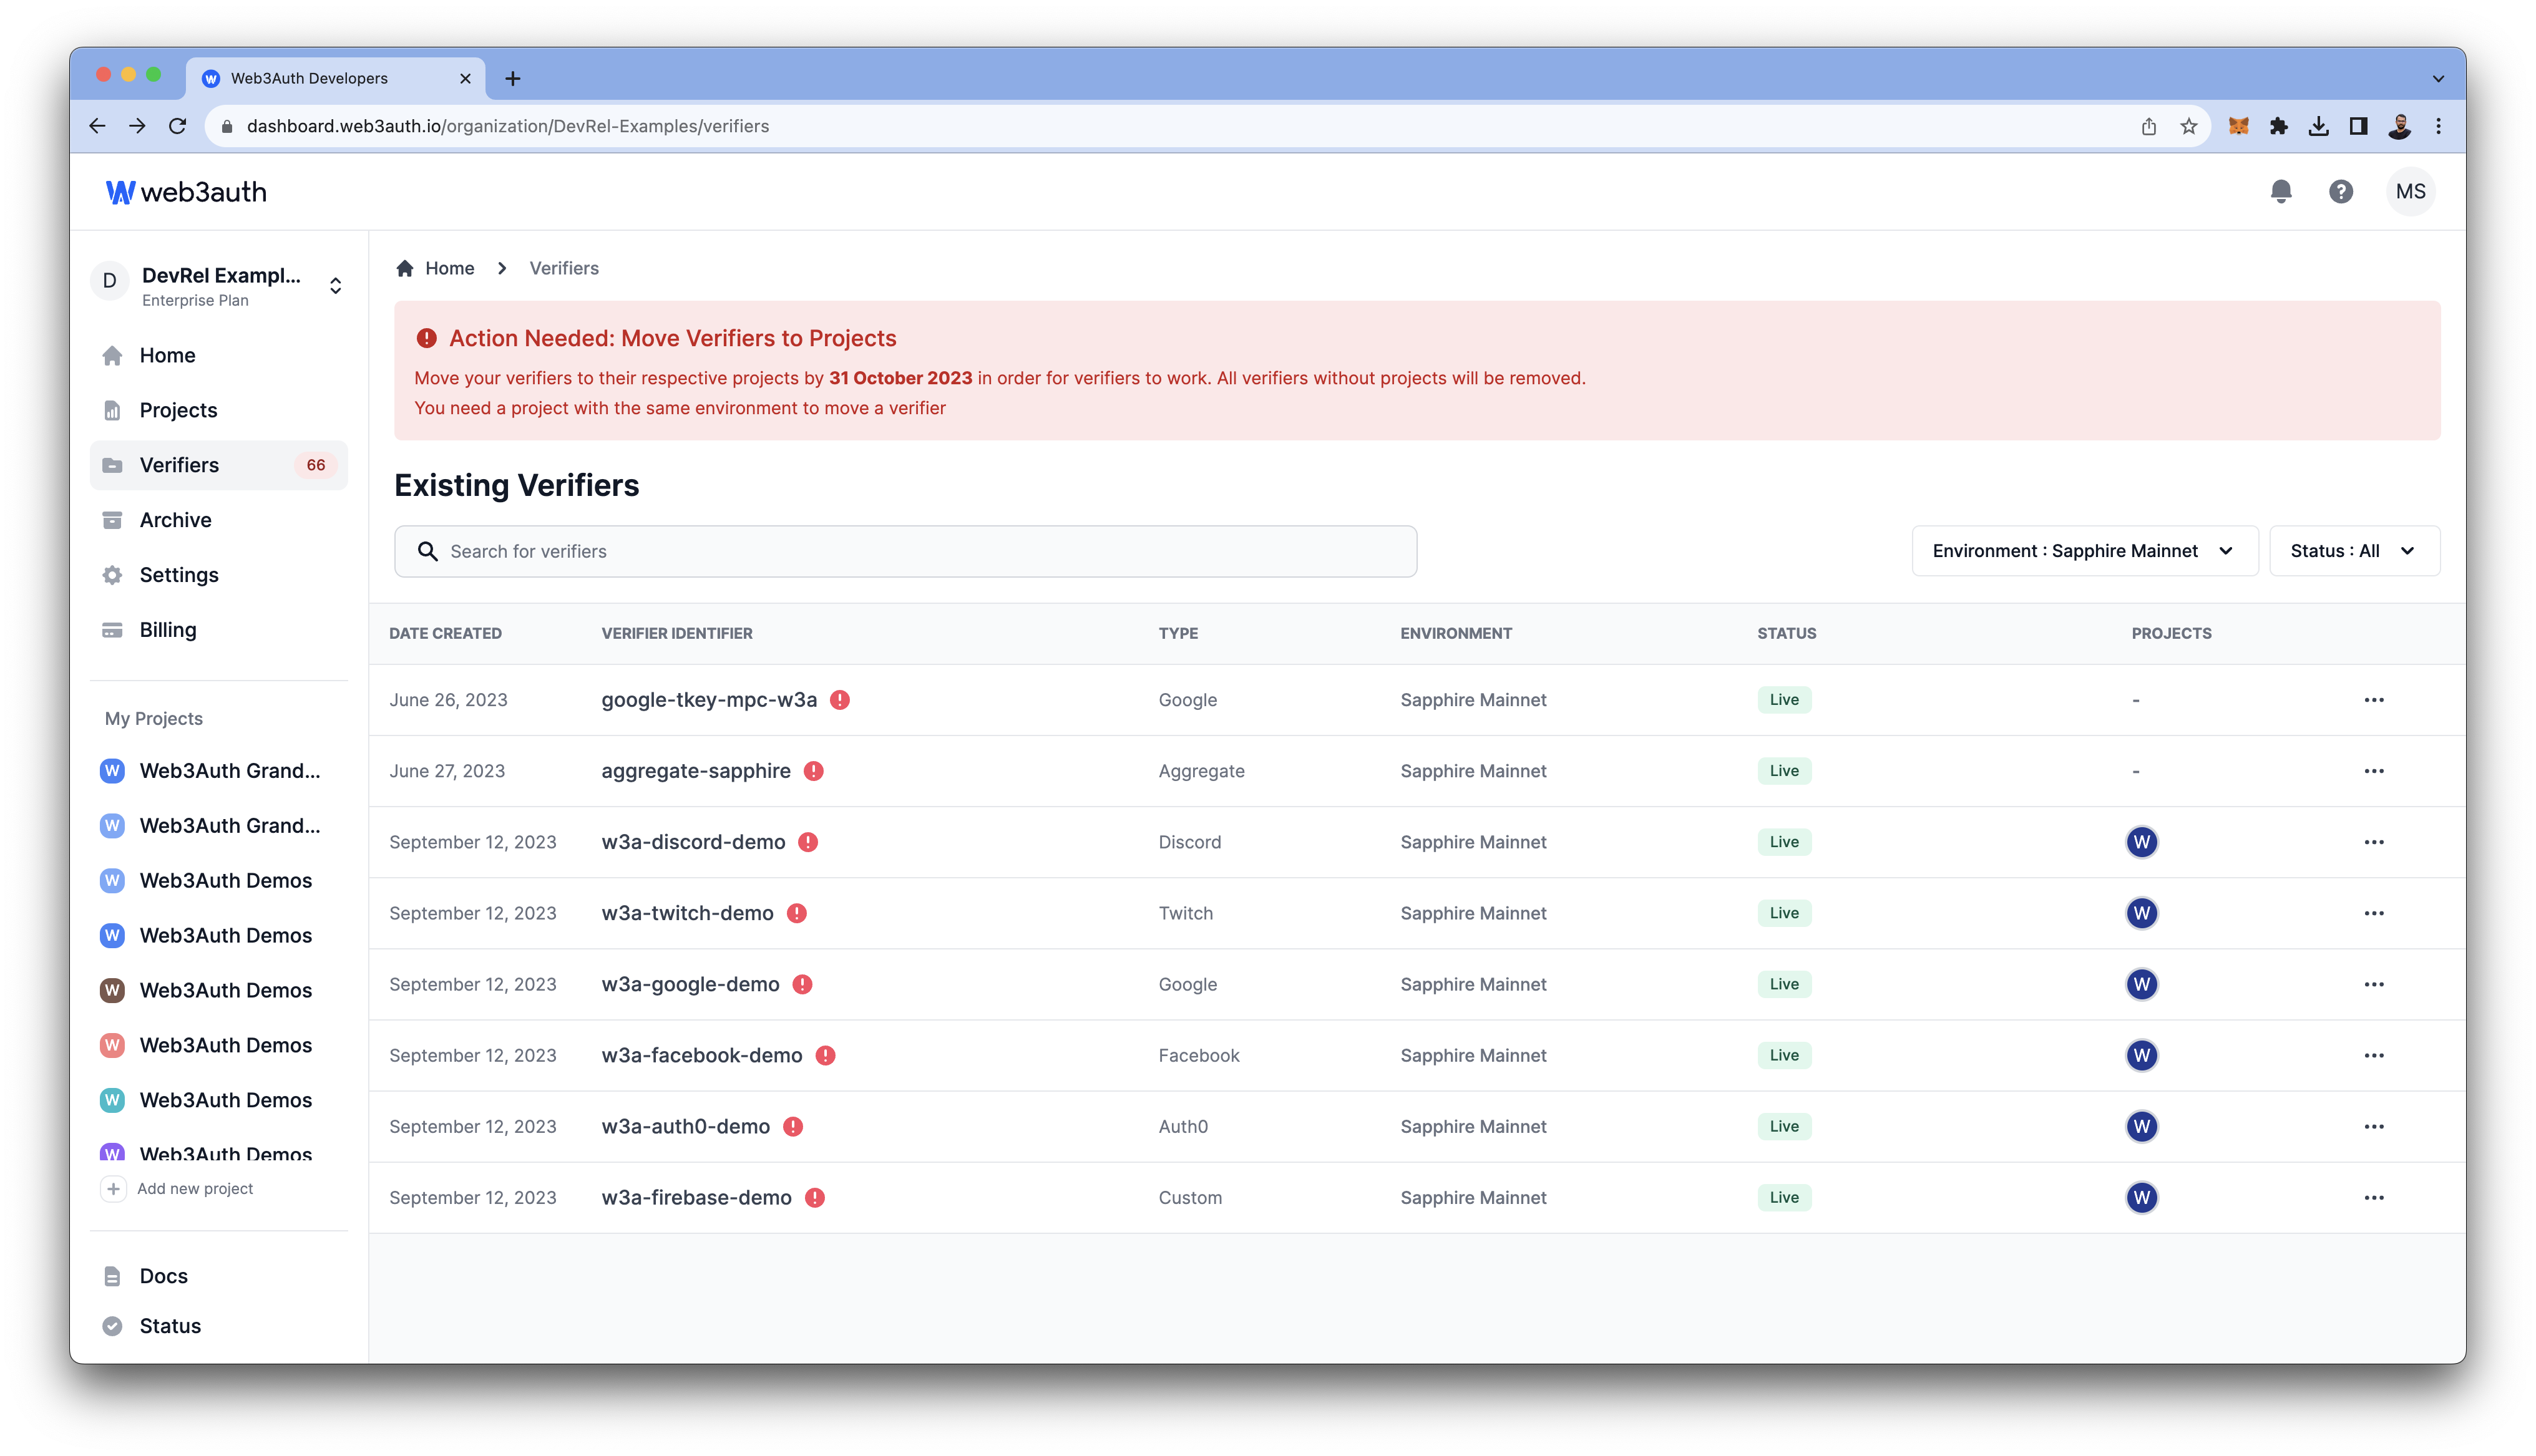 Web3Auth Developers
dashboard.web3auth.io/organization/DevRel-Examples/verifiers
web3auth
MS
D
DevRel Exampl...
Enterprise Plan
Home
Projects
Verifiers 66
Archive
Settings
Billing
My Projects
W Web3Auth Grand...
W Web3Auth Grand...
W Web3Auth Demos
W Web3Auth Demos
W Web3Auth Demos
W Web3Auth Demos
W Web3Auth Demos
W Web3Auth Demos
Add new project
Docs
Status
Home Verifiers
Action Needed: Move Verifiers to Projects
Move your verifiers to their respective projects by 31 October 2023 in order for verifiers to work. All verifiers without projects will be removed.
You need a project with the same environment to move a verifier
Existing Verifiers
Search for verifiers
Environment : Sapphire Mainnet
Status : All
DATE CREATED VERIFIER IDENTIFIER TYPE ENVIRONMENT STATUS PROJECTS
June 26, 2023 google-tkey-mpc-w3a Google Sapphire Mainnet Live -
June 27, 2023 aggregate-sapphire Aggregate Sapphire Mainnet Live -
September 12, 2023 w3a-discord-demo Discord Sapphire Mainnet Live W
September 12, 2023 w3a-twitch-demo Twitch Sapphire Mainnet Live W
September 12, 2023 w3a-google-demo Google Sapphire Mainnet Live W
September 12, 2023 w3a-facebook-demo Facebook Sapphire Mainnet Live W
September 12, 2023 w3a-auth0-demo Auth0 Sapphire Mainnet Live W
September 12, 2023 w3a-firebase-demo Custom Sapphire Mainnet Live W